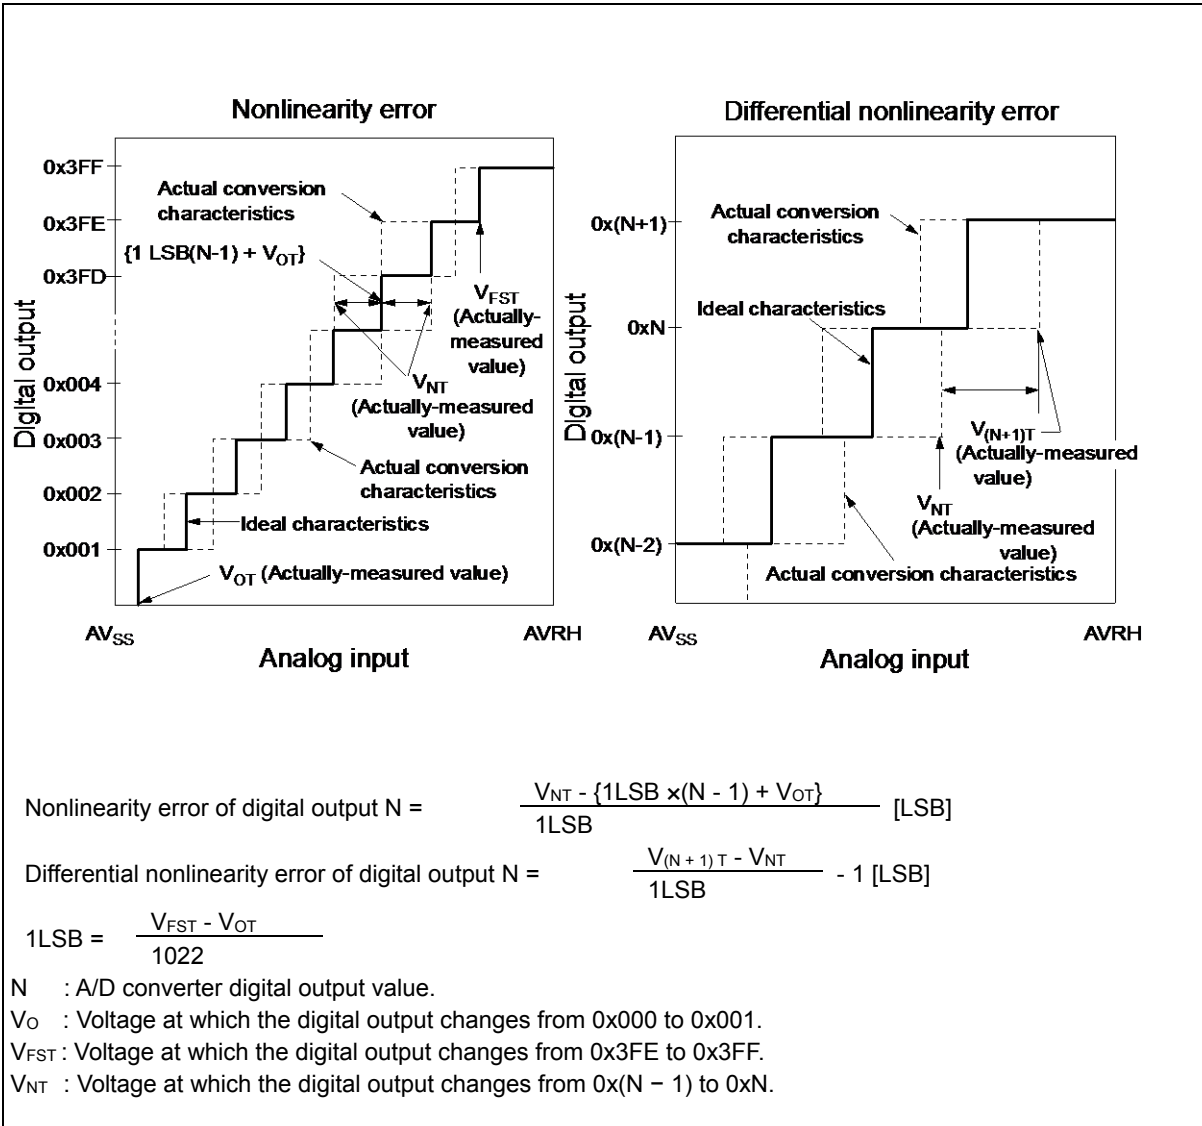 Nonlinearity error
0x3FF
0x3FE
0x3FD
0x004
0x003
0x002
0x001
Digital output
Actual conversion
characteristics
{1 LSB(N-1) + VOT}
VFST
(Actually-
measured
value)
VNT
(Actually-measured
value)
Actual conversion
characteristics
Ideal characteristics
VOT (Actually-measured value)
AVSS
AVRH
Analog input
Differential nonlinearity error
0x(N+1)
0xN
0x(N-1)
0x(N-2)
Digital output
Actual conversion
characteristics
Ideal characteristics
V(N+1)T
(Actually-measured
value)
VNT
(Actually-measured
value)
Actual conversion characteristics
AVSS
AVRH
Analog input
Nonlinearity error of digital output N = VNT - {1LSB ×(N - 1) + VOT} [LSB]
1LSB
Differential nonlinearity error of digital output N = V(N + 1) T - VNT - 1 [LSB]
1LSB
1LSB = VFST - VOT
1022
N : A/D converter digital output value.
VO : Voltage at which the digital output changes from 0x000 to 0x001.
VFST : Voltage at which the digital output changes from 0x3FE to 0x3FF.
VNT : Voltage at which the digital output changes from 0x(N − 1) to 0xN.